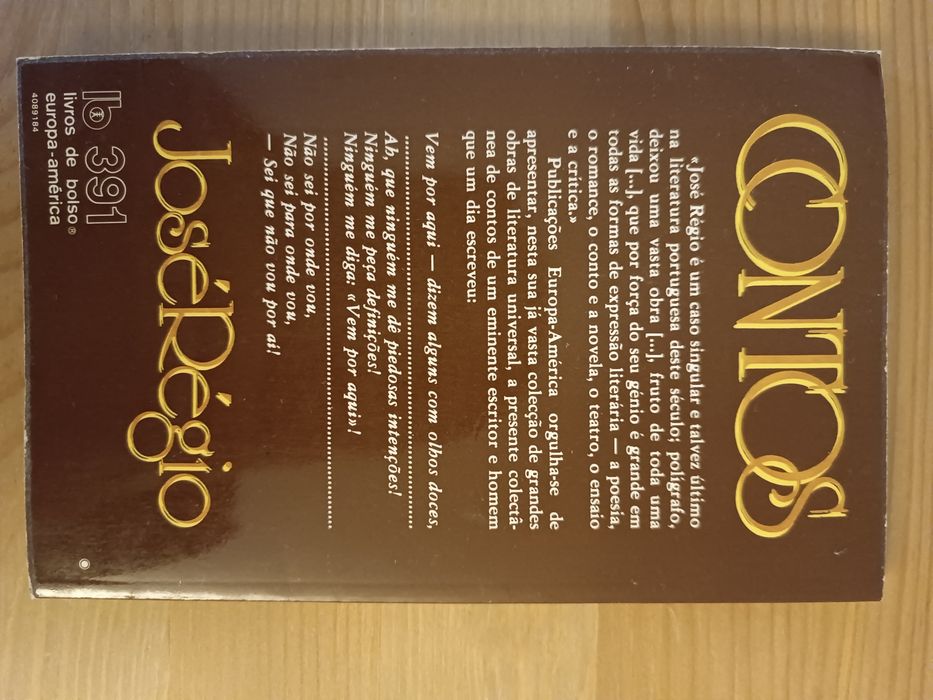 CONTOS
«José Régio é um caso singular e talvez último
na literatura portuguesa deste século; polígrafo,
deixou uma vasta obra [...], fruto de toda uma
vida [...], que por força do seu génio é grande em
todas as formas de expressão literária — a poesia,
o romance, o conto e a novela, o teatro, o ensaio
e a crítica.»
Publicações Europa-América orgulha-se de
apresentar, nesta sua já vasta colecção de grandes
obras de literatura universal, a presente colectâ-
nea de contos de um eminente escritor e homem
que um dia escreveu:
Vem por aqui — dizem alguns com olhos doces,
........................................................................
Ah, que ninguém me dê piedosas intenções!
Ninguém me peça definições!
Ninguém me diga: «Vem por aqui»!
........................................................................
Não sei por onde vou,
Não sei para onde vou,
— Sei que não vou por aí!
José Régio
lb 391
livros de bolso®
europa-américa
4089184